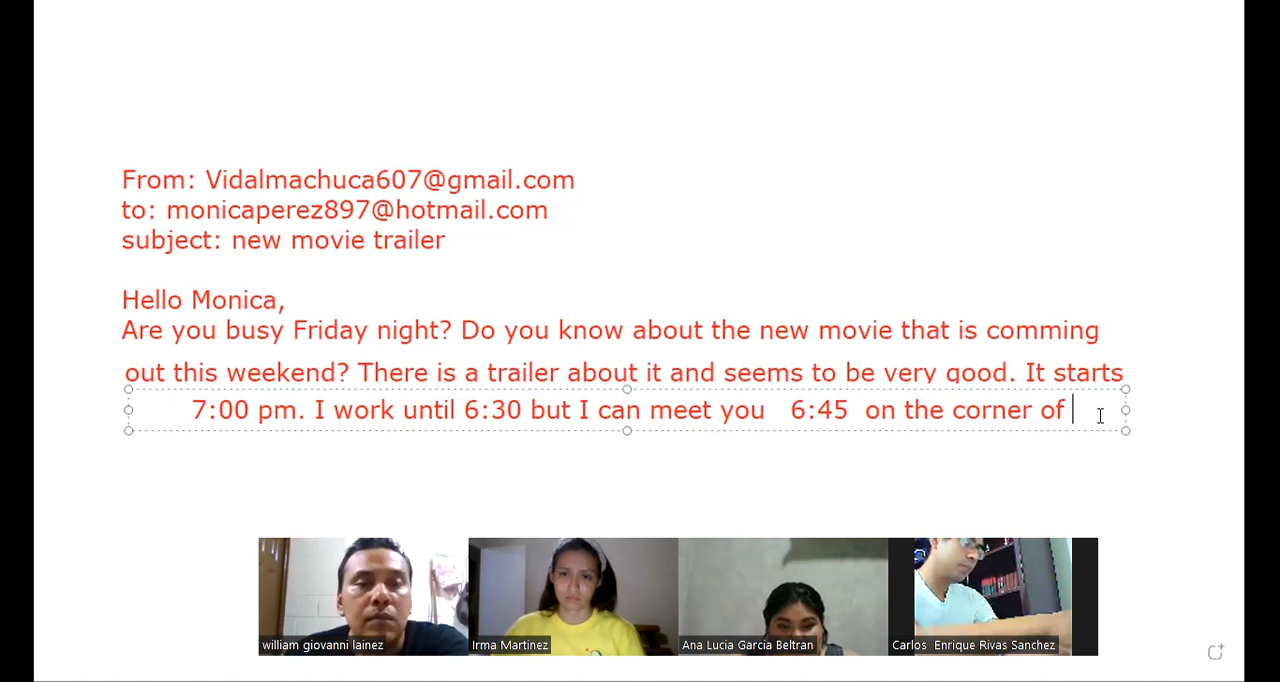 From: Vidalmachuca607@gmail.com
to: monicaperez897@hotmail.com
subject: new movie trailer
Hello Monica,
Are you busy Friday night? Do you know about the new movie that is comming
out this weekend? There is a trailer about it and seems to be very good. It starts
7:00 pm. I work until 6:30 but I can meet you 6:45 on the corner of
william giovanni lainez
Irma Martinez
Ana Lucia Garcia Beltran
Carlos Enrique Rivas Sanchez